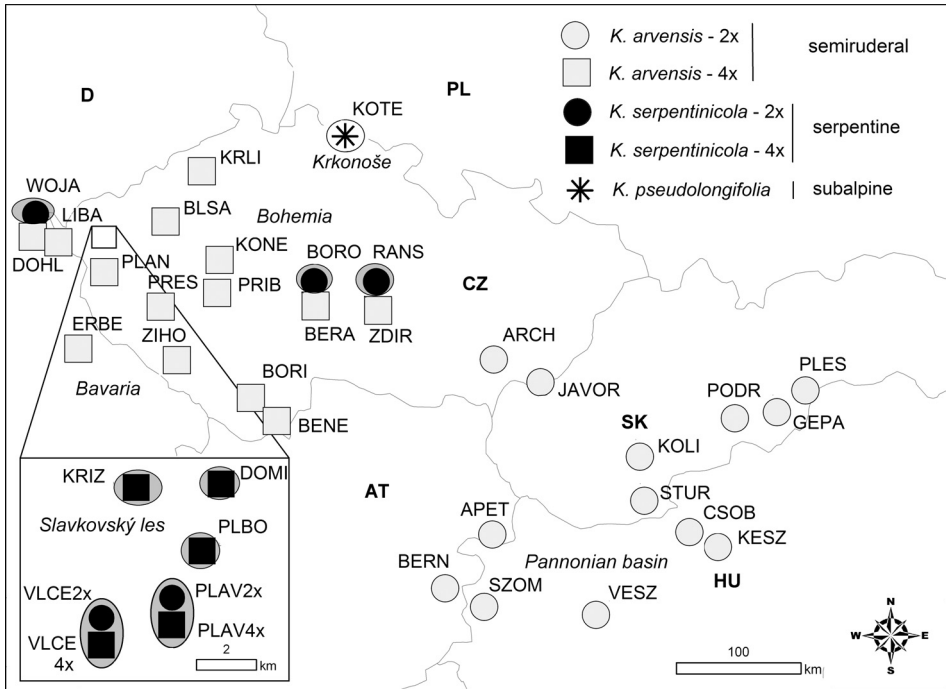 K. arvensis - 2x
semiruderal
K. arvensis - 4x
K. serpentinicola - 2x
serpentine
K. serpentinicola - 4x
K. pseudolongifolia
subalpine
D
PL
KOTE
Krkonoše
KRLI
WOJA
LIBA
BLSA
Bohemia
DOHL
PLAN
KONE
BORO
RANS
PRES
PRIB
CZ
ERBE
ZIHO
BERA
ZDIR
ARCH
Bavaria
BORI
JAVOR
PODR
PLES
BENE
SK
GEPA
KOLI
KRIZ
DOMI
AT
STUR
Slavkovský les
PLBO
APET
CSOB
KESZ
BERN
Pannonian basin
HU
VLCE2x
PLAV2x
SZOM
VESZ
VLCE
4x
PLAV4x
2
km
100
km
N
W
E
S